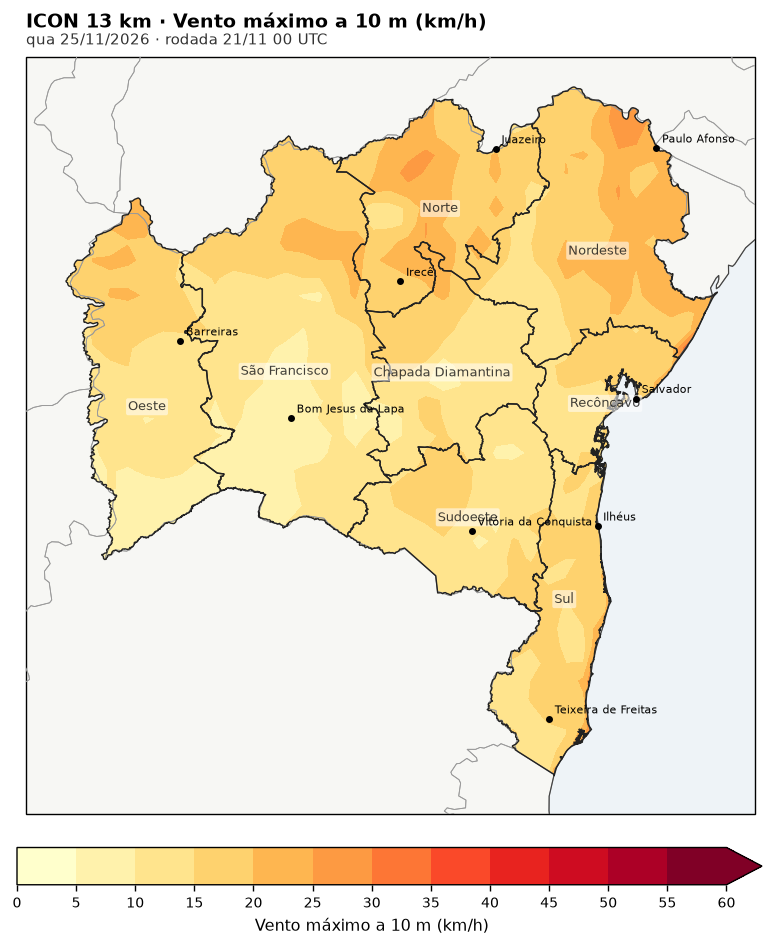 ICON 13 km · Vento máximo a 10 m (km/h)
qua 25/11/2026 · rodada 21/11 00 UTC
Juazeiro
Paulo Afonso
Norte
Nordeste
Irecê
Barreiras
São Francisco
Chapada Diamantina
Salvador
Oeste
Bom Jesus da Lapa
Recôncavo
Sudoeste
Vitória da Conquista
Ilhéus
Sul
Teixeira de Freitas
0 5 10 15 20 25 30 35 40 45 50 55 60
Vento máximo a 10 m (km/h)